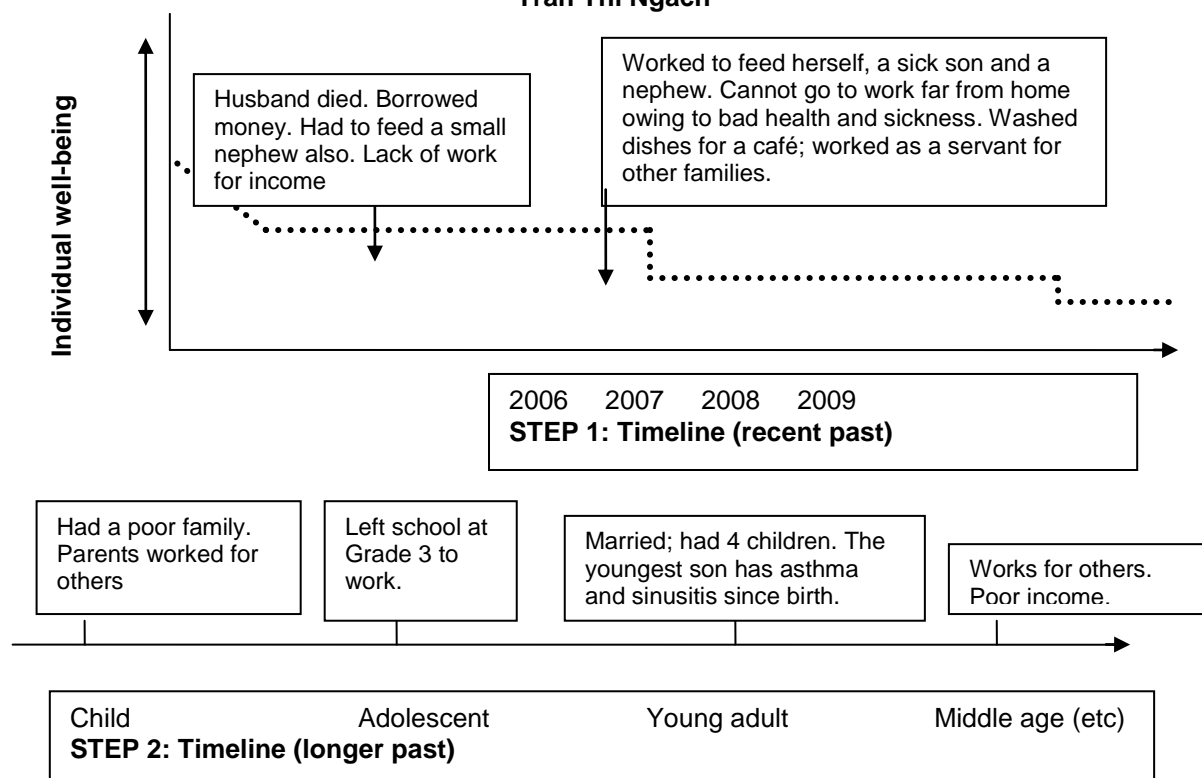 Tran Thi Ngach
Individual well-being
Husband died. Borrowed
money. Had to feed a small
nephew also. Lack of work
for income
Worked to feed herself, a sick son and a
nephew. Cannot go to work far from home
owing to bad health and sickness. Washed
dishes for a café; worked as a servant for
other families.
2006 2007 2008 2009
STEP 1: Timeline (recent past)
Had a poor family.
Parents worked for
others
Left school at
Grade 3 to
work.
Married; had 4 children. The
youngest son has asthma
and sinusitis since birth.
Works for others.
Poor income.
Child Adolescent Young adult Middle age (etc)
STEP 2: Timeline (longer past)